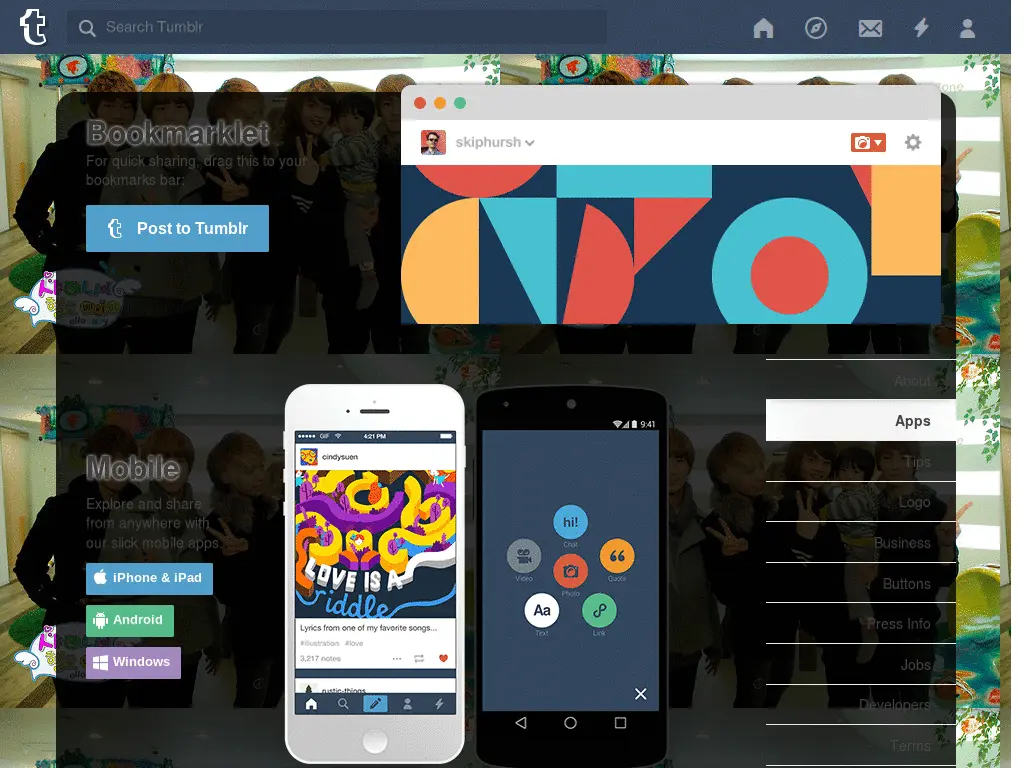 Search Tumblr
Bookmarklet
For quick sharing, drag this to your
bookmarks bar:
Post to Tumblr
skiphursh
Mobile
Explore and share
from anywhere with
our slick mobile apps.
iPhone & iPad
Android
Windows
GIF
4:21 PM
cindysuen
LOVE IS A
riddle
Lyrics from one of my favorite songs...
#illustration #love
3,217 notes
rustic-things
9:41
hi!
Chat
Video
Photo
Quote
Aa
Text
Link
About
Apps
Tips
Logo
Business
Buttons
Press Info
Jobs
Developers
Terms